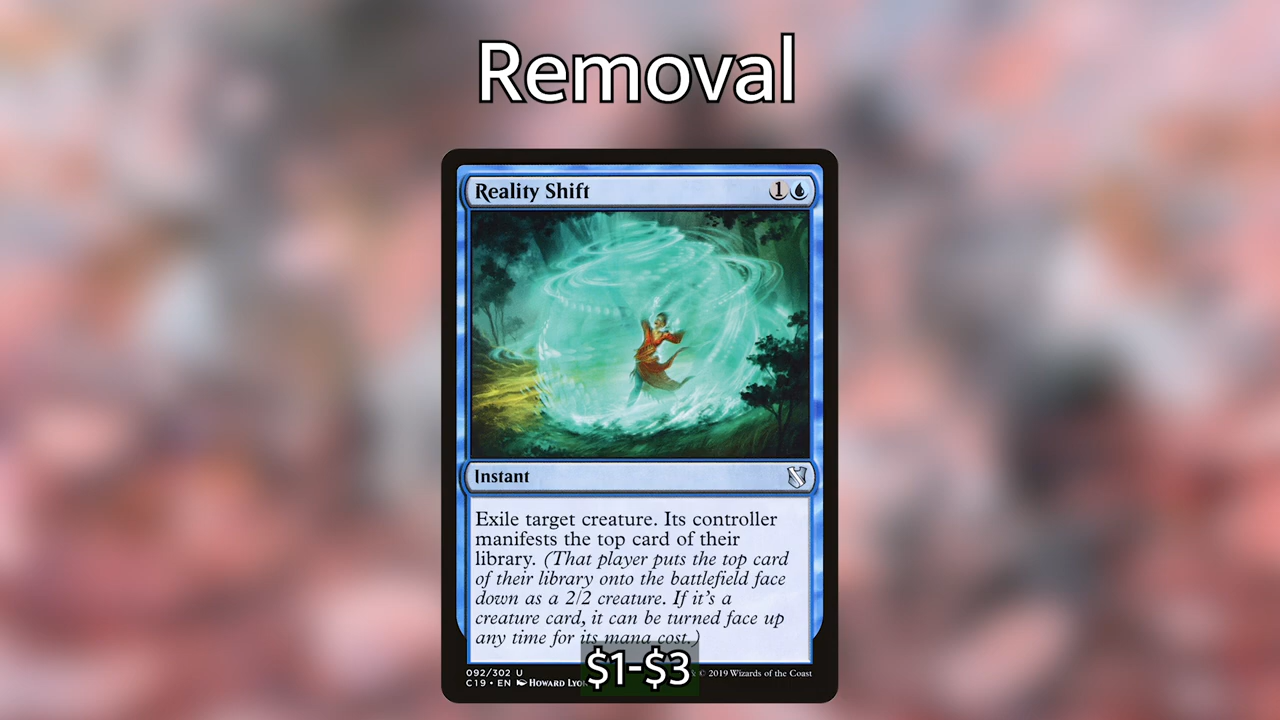 Removal
Reality Shift 1
Instant
Exile target creature. Its controller
manifests the top card of their
library. (That player puts the top card
of their library onto the battlefield face
down as a 2/2 creature. If it's a
creature card, it can be turned face up
any time for its mana cost.)
$1-$3
092/302 U
C19 • EN HOWARD
© 2019 Wizards of the Coast